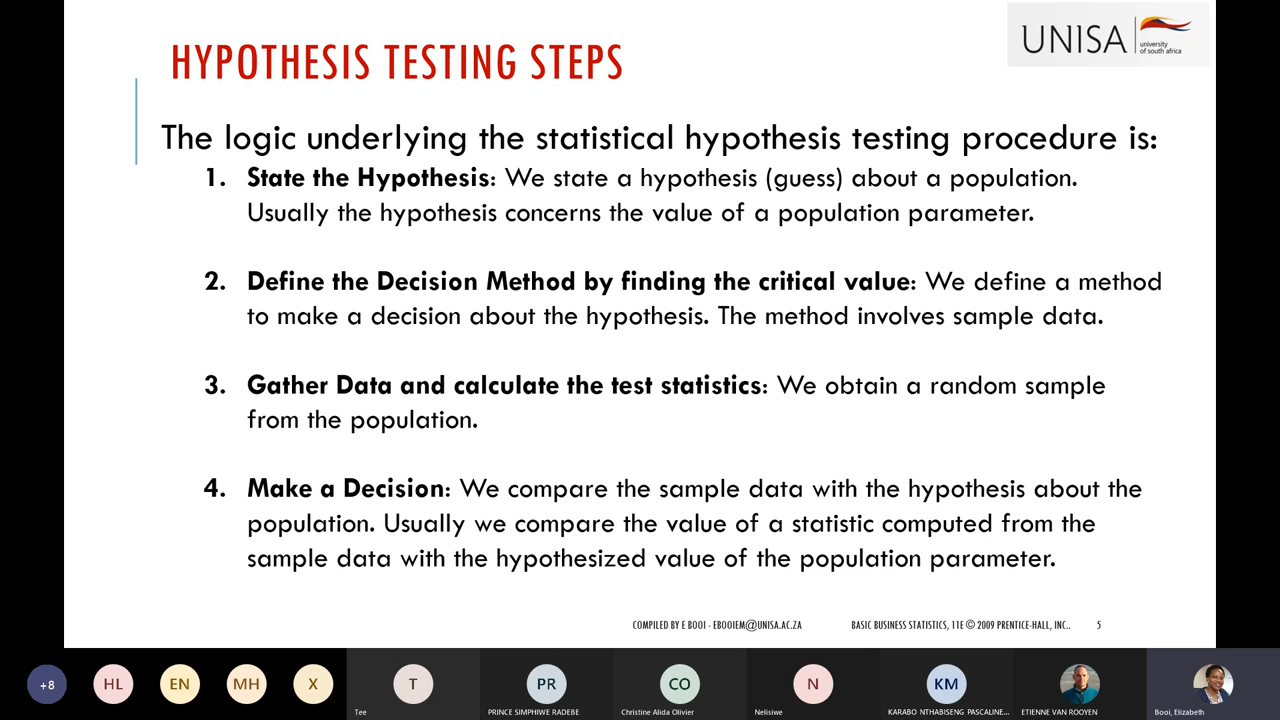 HYPOTHESIS TESTING STEPS
UNISA
university
of south africa
The logic underlying the statistical hypothesis testing procedure is:
1. State the Hypothesis: We state a hypothesis (guess) about a population.
Usually the hypothesis concerns the value of a population parameter.
2. Define the Decision Method by finding the critical value: We define a method
to make a decision about the hypothesis. The method involves sample data.
3. Gather Data and calculate the test statistics: We obtain a random sample
from the population.
4. Make a Decision: We compare the sample data with the hypothesis about the
population. Usually we compare the value of a statistic computed from the
sample data with the hypothesized value of the population parameter.
COMPILED BY E BOOI - EBOOIEM@UNISA.AC.ZA BASIC BUSINESS STATISTICS, 11E © 2009 PRENTICE-HALL, INC.. 5
+8 HL EN MH X T PR CO N KM
Tee PRINCE SIMPHIWE RADEBE Christine Alida Olivier Nelisiwe KARABO NTHABISENG PASCALINE... ETIENNE VAN ROOYEN Booi, Elizabeth